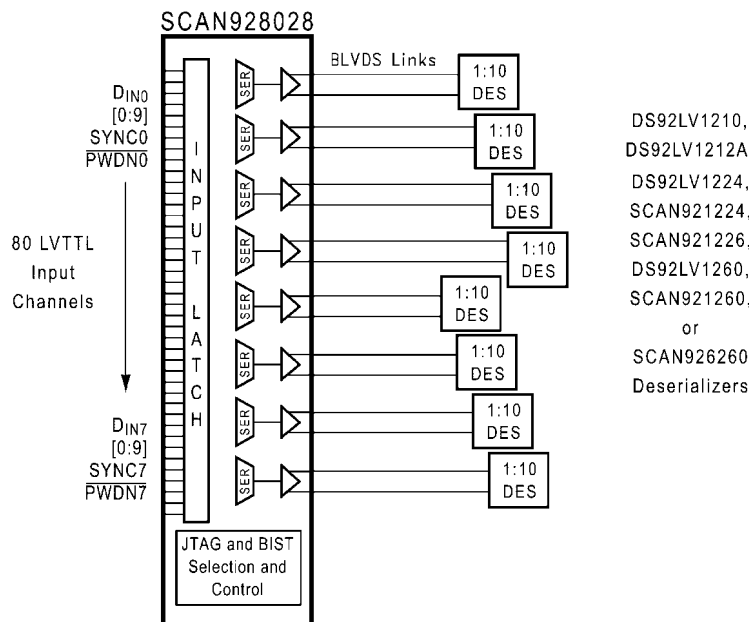 SCAN928028
BLVDS Links
DIN0
[0:9]
SYNC0
PWDN0
80 LVTTL
Input
Channels
DIN7
[0:9]
SYNC7
PWDN7
INPUT LATCH
SER
SER
SER
SER
SER
SER
SER
SER
1:10
DES
1:10
DES
1:10
DES
1:10
DES
1:10
DES
1:10
DES
1:10
DES
1:10
DES
JTAG and BIST
Selection and
Control
DS92LV1210,
DS92LV1212A
DS92LV1224,
SCAN921224,
SCAN921226,
DS92LV1260,
SCAN921260,
or
SCAN926260
Deserializers